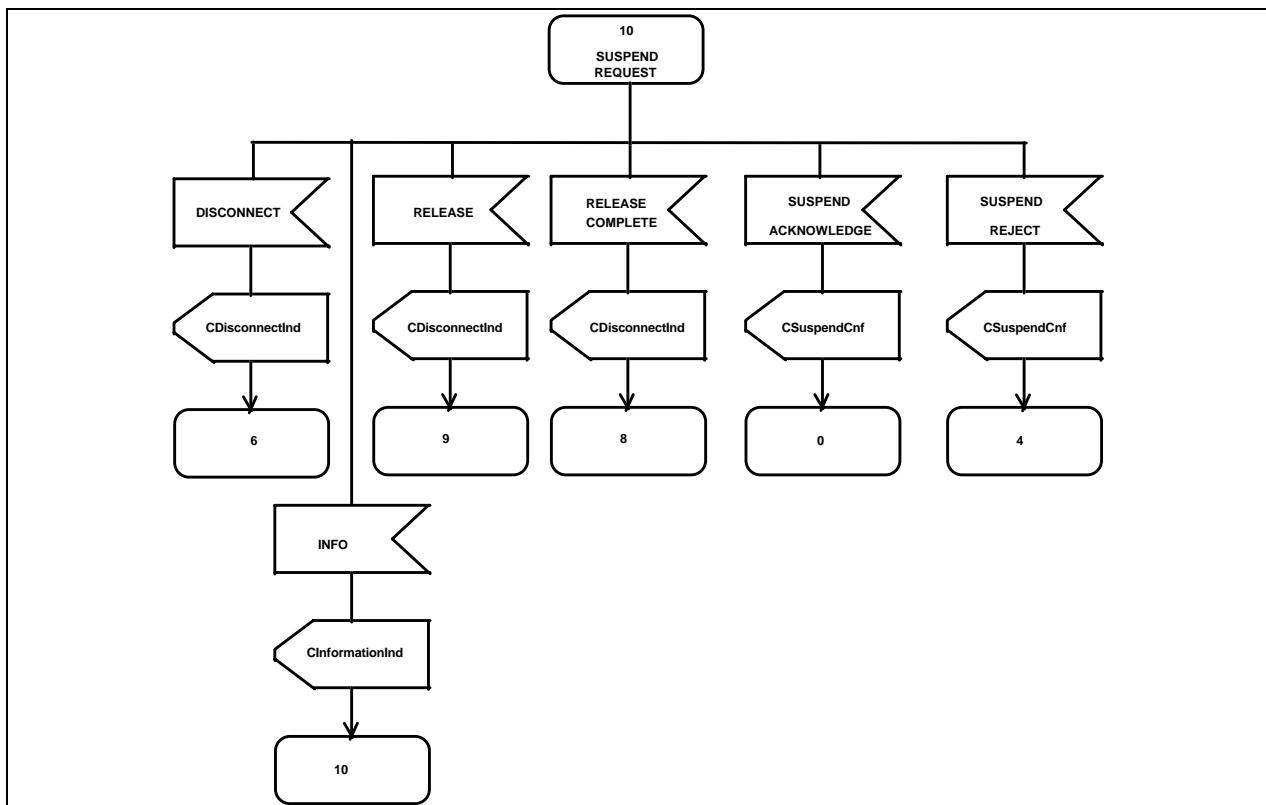 10
SUSPEND
REQUEST
DISCONNECT
RELEASE
RELEASE
COMPLETE
SUSPEND
ACKNOWLEDGE
SUSPEND
REJECT
CDisconnectInd
CDisconnectInd
CDisconnectInd
CSuspendCnf
CSuspendCnf
6
9
8
0
4
INFO
CInformationInd
10